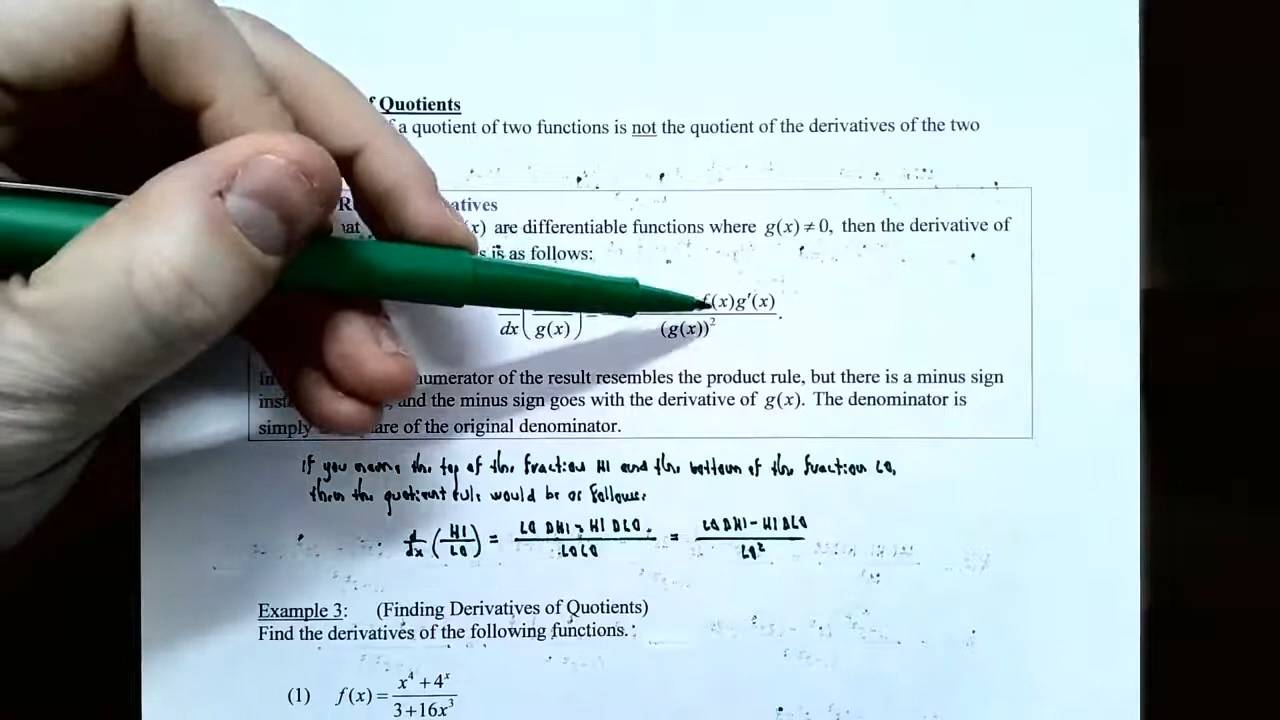 f Quotients
a quotient of two functions is not the quotient of the derivatives of the two
atives
(x) are differentiable functions where g(x) ≠ 0, then the derivative of
is as follows:
dx ( g(x) ) = f(x)g′(x) / (g(x))²
numerator of the result resembles the product rule, but there is a minus sign
and the minus sign goes with the derivative of g(x). The denominator is
simply are of the original denominator.
If you name the top of the fraction HI and the bottom of the fraction LO,
then the quotient rule would be as follows:
d/dx (HI/LO) = LO DHI - HI DLO / LO LO = LO DHI - HI DLO / LO²
Example 3: (Finding Derivatives of Quotients)
Find the derivatives of the following functions.
(1) f(x) = x⁴ + 4ˣ / 3 + 16x³